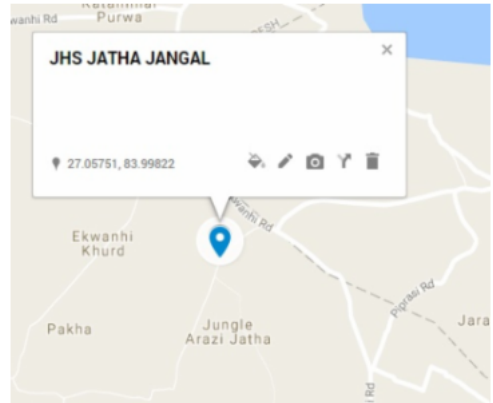 Purwa
wanhi Rd
JHS JATHA JANGAL
27.05751, 83.99822
wanhi Rd
Ekwanhi
Khurd
Piprasi Rd
Pakha
Jungle
Arazi Jatha
Jara
Rd